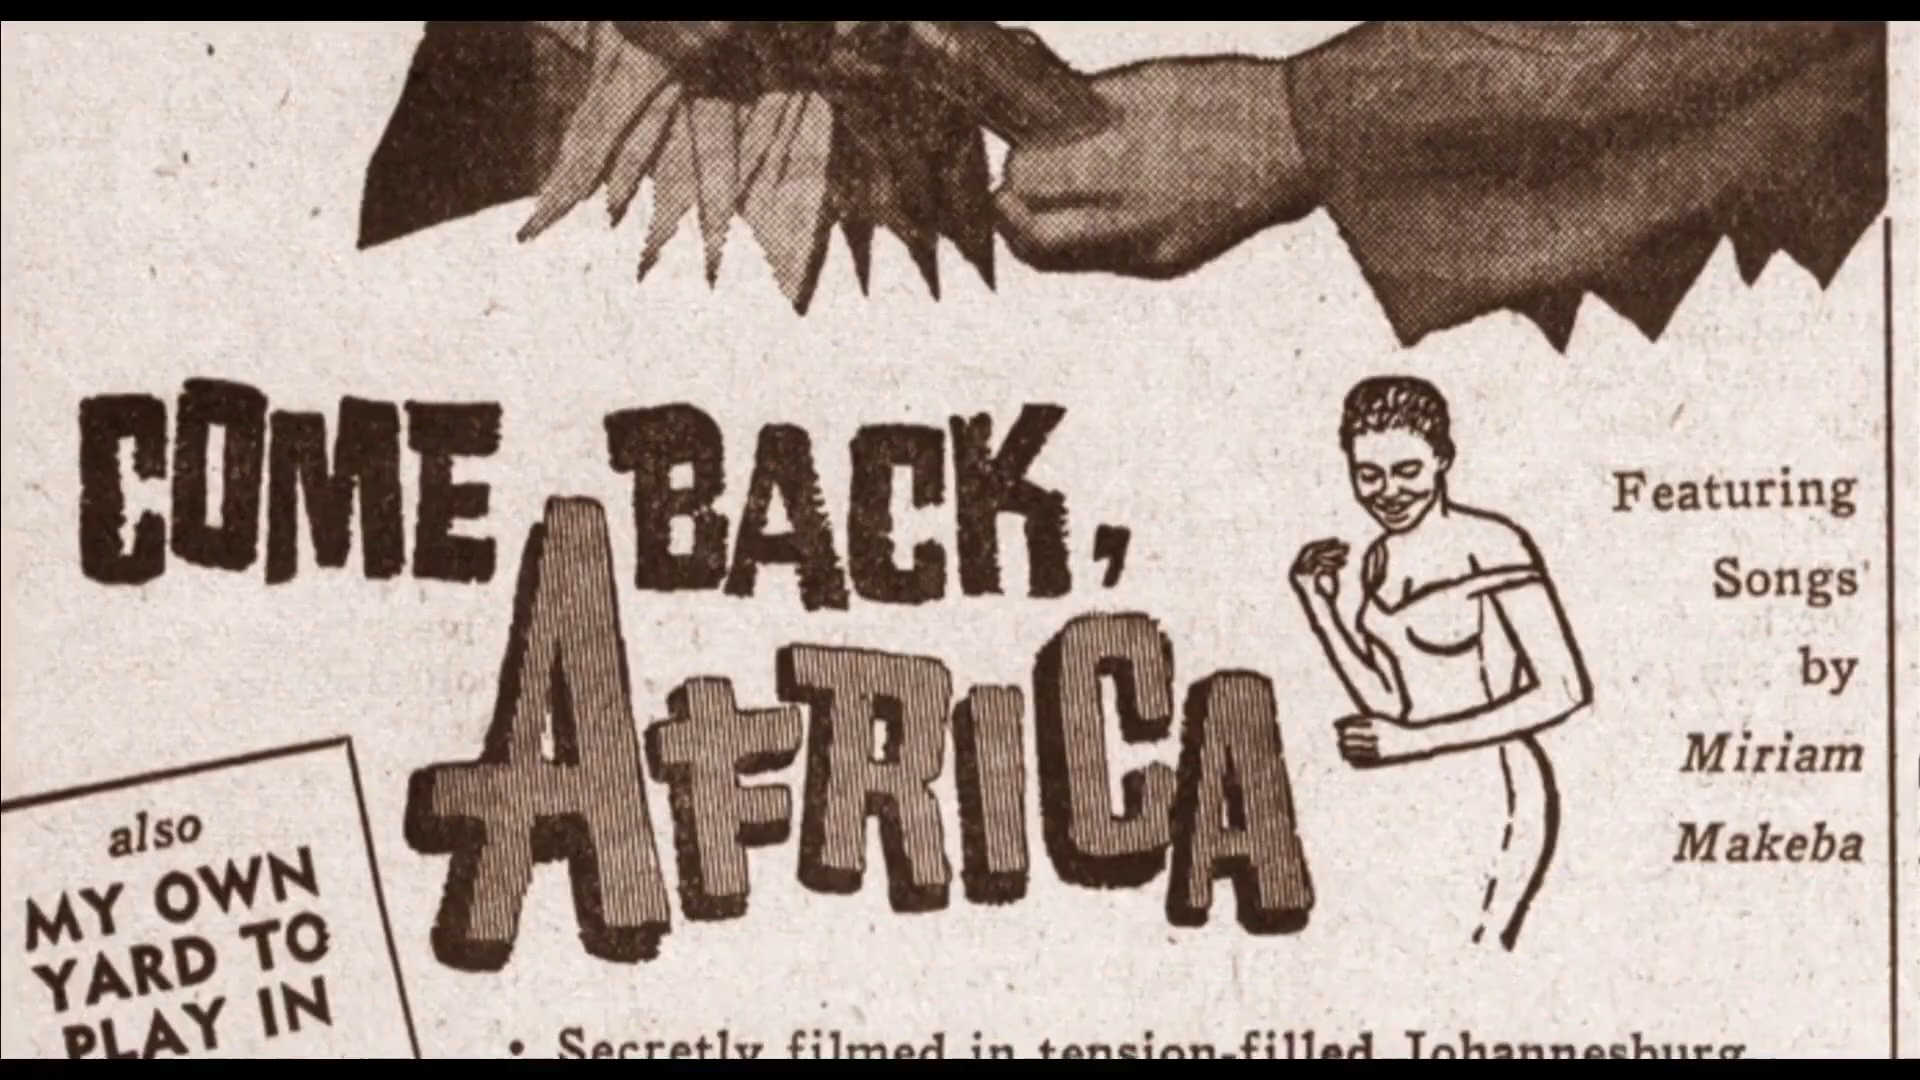 COME BACK,
AFRICA
Featuring
Songs
by
Miriam
Makeba
also
MY OWN
YARD TO
PLAY IN
• Secretly filmed in tension-filled Johannesburg